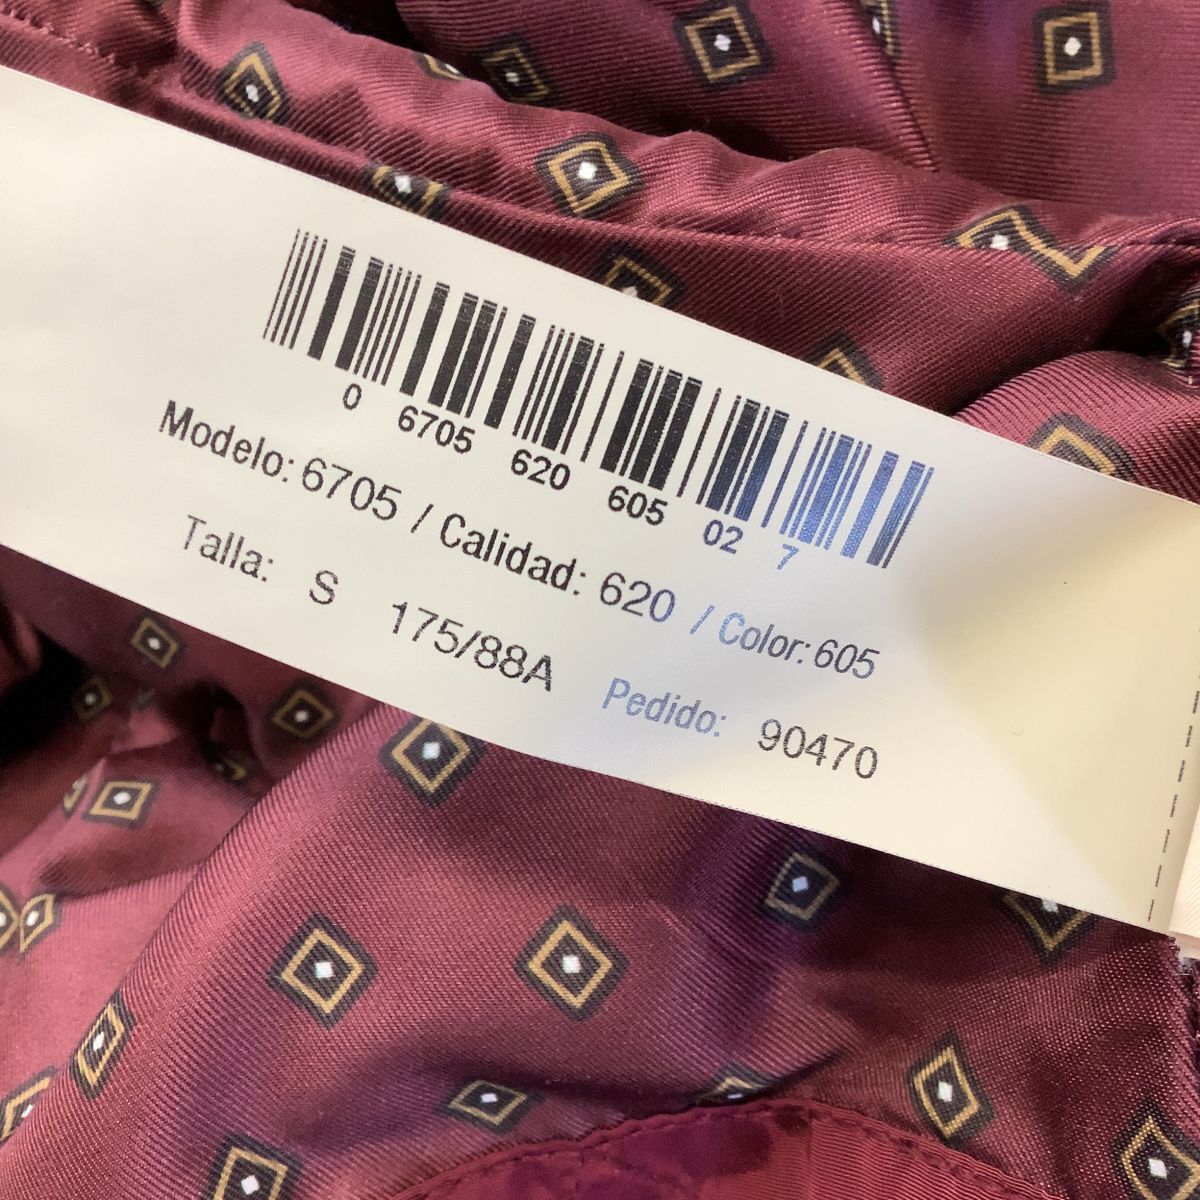 0 6705 620 605 02 7
Modelo: 6705 / Calidad: 620 / Color: 605
Talla: S 175/88A Pedido: 90470